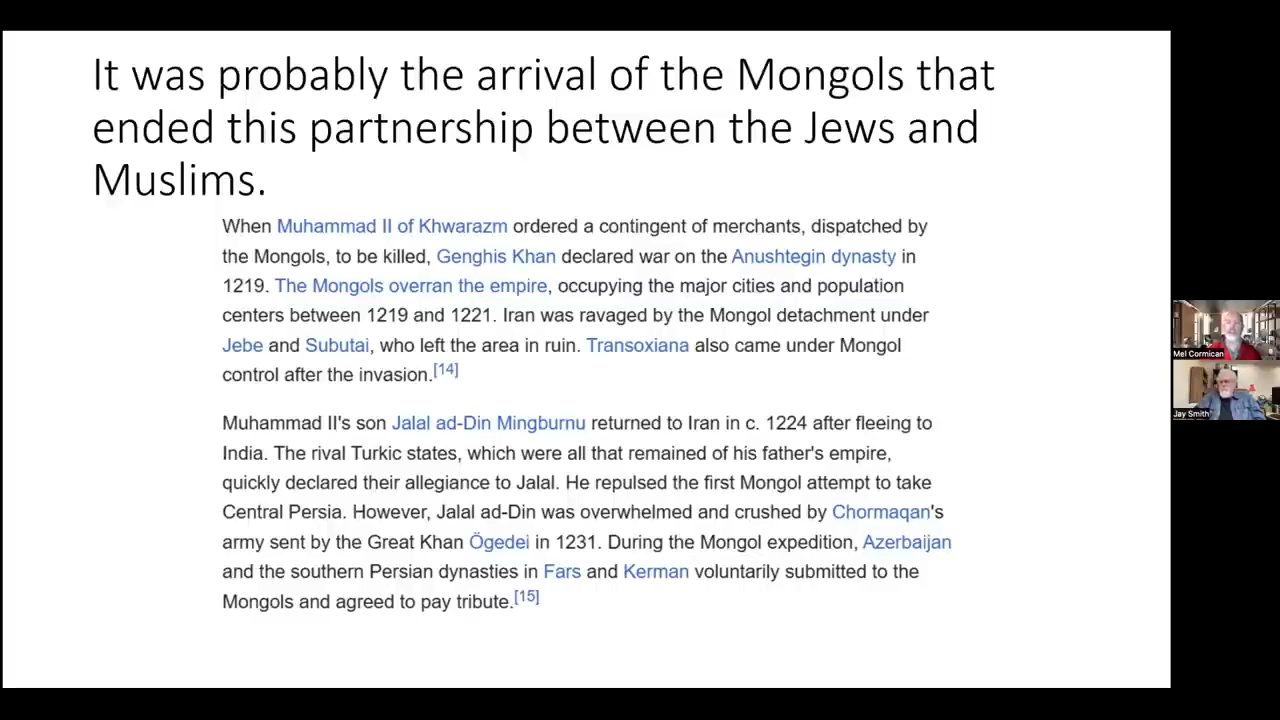 It was probably the arrival of the Mongols that
ended this partnership between the Jews and
Muslims.
When Muhammad II of Khwarazm ordered a contingent of merchants, dispatched by
the Mongols, to be killed, Genghis Khan declared war on the Anushtegin dynasty in
1219. The Mongols overran the empire, occupying the major cities and population
centers between 1219 and 1221. Iran was ravaged by the Mongol detachment under
Jebe and Subutai, who left the area in ruin. Transoxiana also came under Mongol
control after the invasion.[14]
Muhammad II's son Jalal ad-Din Mingburnu returned to Iran in c. 1224 after fleeing to
India. The rival Turkic states, which were all that remained of his father's empire,
quickly declared their allegiance to Jalal. He repulsed the first Mongol attempt to take
Central Persia. However, Jalal ad-Din was overwhelmed and crushed by Chormaqan's
army sent by the Great Khan Ögedei in 1231. During the Mongol expedition, Azerbaijan
and the southern Persian dynasties in Fars and Kerman voluntarily submitted to the
Mongols and agreed to pay tribute.[15]
Mel Cormican
Jay Smith